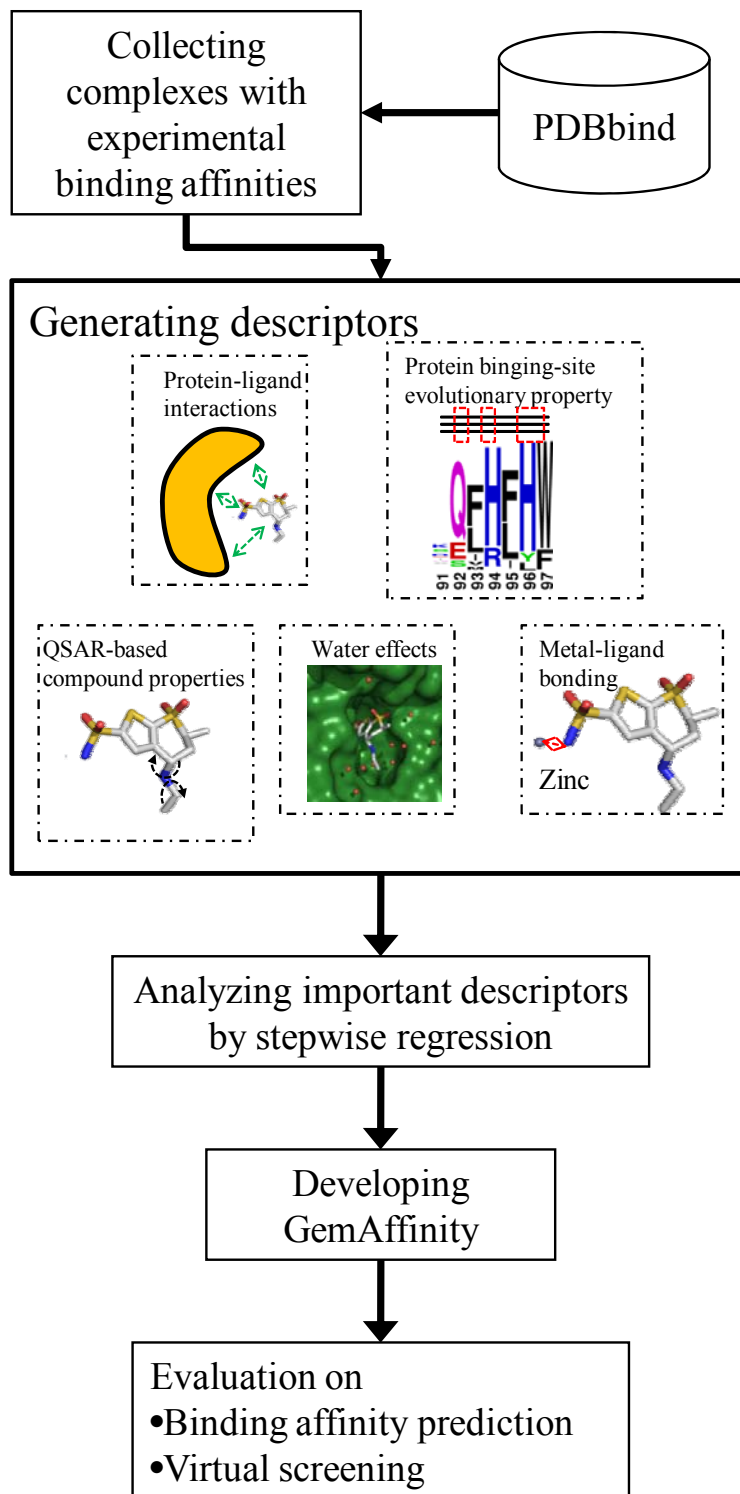 Collecting
complexes with
experimental
binding affinities
PDBbind
Generating descriptors
Protein-ligand
interactions
Protein binging-site
evolutionary property
91 92 93 94 95 96 97
QSAR-based
compound properties
Water effects
Metal-ligand
bonding
Zinc
Analyzing important descriptors
by stepwise regression
Developing
GemAffinity
Evaluation on
•Binding affinity prediction
•Virtual screening